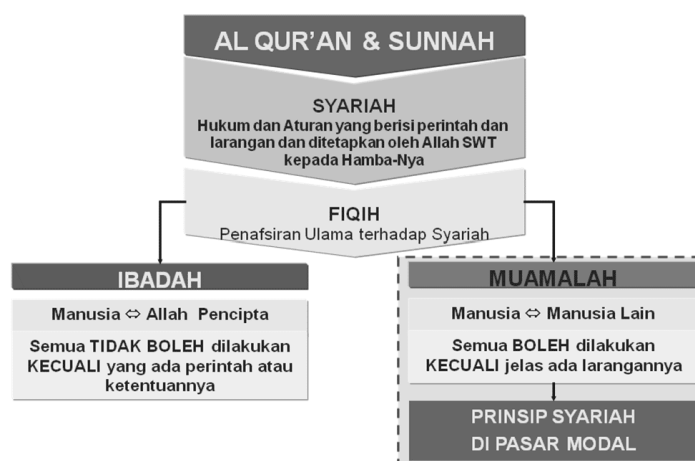 AL QUR'AN & SUNNAH
SYARIAH
Hukum dan Aturan yang berisi perintah dan
larangan dan ditetapkan oleh Allah SWT
kepada Hamba-Nya
FIQIH
Penafsiran Ulama terhadap Syariah
IBADAH
Manusia ⇔ Allah Pencipta
Semua TIDAK BOLEH dilakukan
KECUALI yang ada perintah atau
ketentuannya
MUAMALAH
Manusia ⇔ Manusia Lain
Semua BOLEH dilakukan
KECUALI jelas ada larangannya
PRINSIP SYARIAH
DI PASAR MODAL